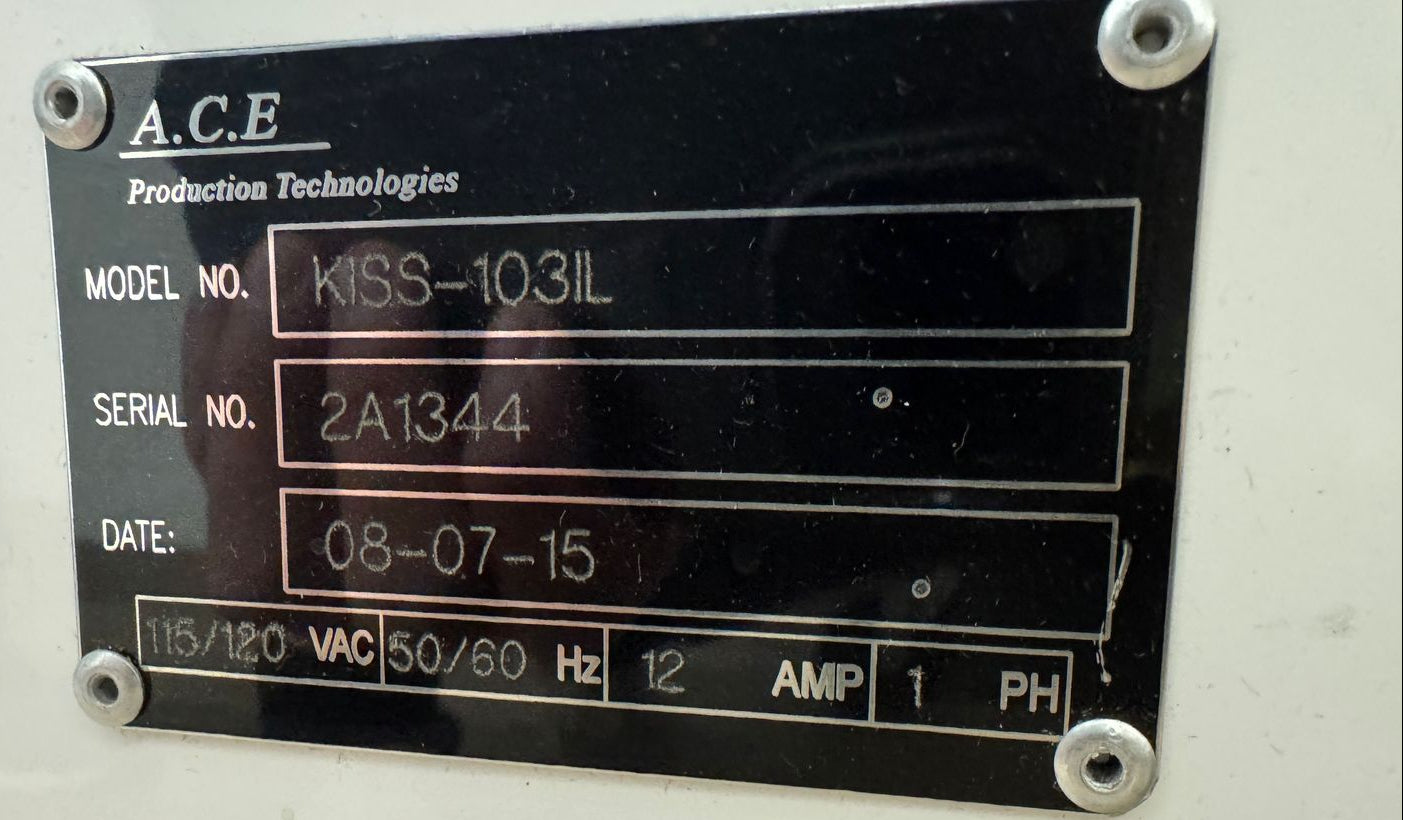 A.C.E
Production Technologies
MODEL NO. KISS-103IL
SERIAL NO. 2A1344
DATE: 08-07-15
115/120 VAC 50/60 Hz 12 AMP 1 PH